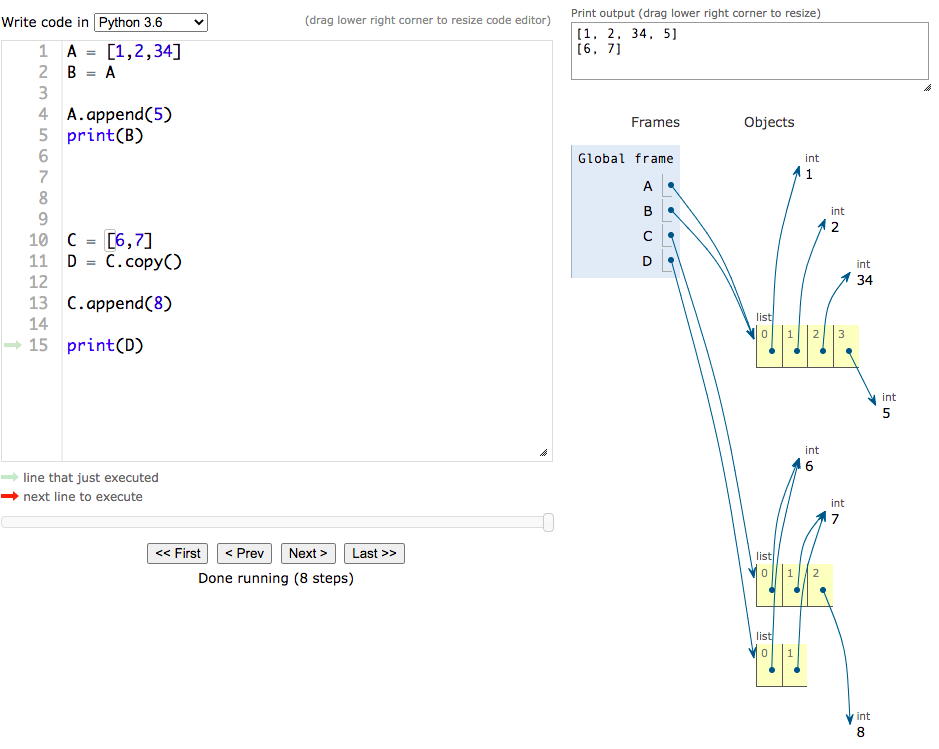 Write code in Python 3.6
(drag lower right corner to resize code editor)
1 A = [1,2,34]
2 B = A
3
4 A.append(5)
5 print(B)
6
7
8
9
10 C = [6,7]
11 D = C.copy()
12
13 C.append(8)
14
15 print(D)
line that just executed
next line to execute
<< First < Prev Next > Last >>
Done running (8 steps)
Print output (drag lower right corner to resize)
[1, 2, 34, 5]
[6, 7]
Frames Objects
Global frame
A
B
C
D
int
1
int
2
int
34
list
0 1 2 3
int
5
int
6
int
7
list
0 1 2
list
0 1
int
8